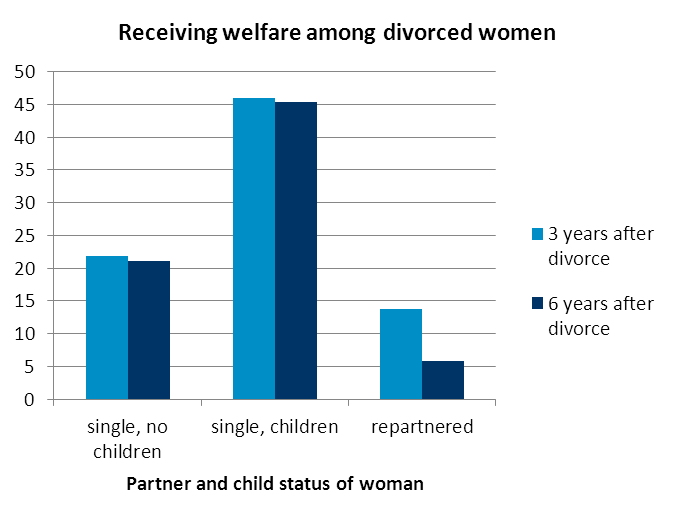 Receiving welfare among divorced women
50
45
40
35
30
25
20
15
10
5
0
single, no
children
single, children
repartnered
Partner and child status of woman
3 years after
divorce
6 years after
divorce